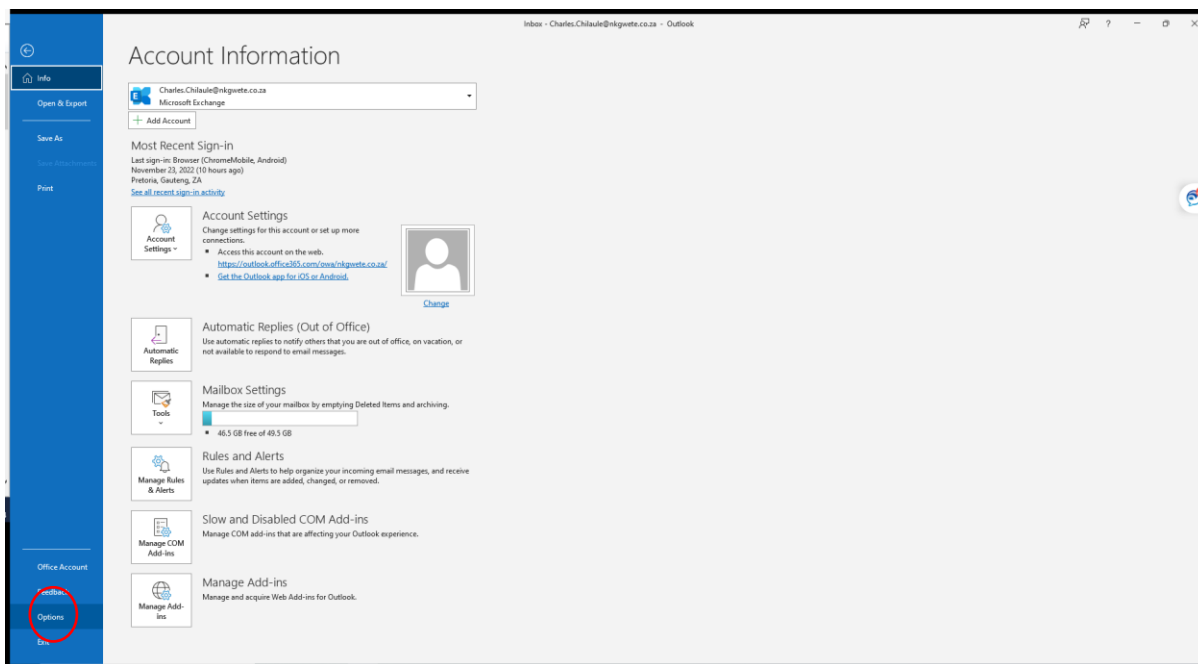 Inbox - Charles.Chilaule@nkgwete.co.za - Outlook
?
Info
Open & Export
Save As
Save Attachments
Print
Office Account
Feedback
Options
Exit
Account Information
Charles.Chilaule@nkgwete.co.za
Microsoft Exchange
Add Account
Most Recent Sign-in
Last sign-in: Browser (ChromeMobile, Android)
November 23, 2022 (10 hours ago)
Pretoria, Gauteng, ZA
See all recent sign-in activity
Account
Settings
Account Settings
Change settings for this account or set up more
connections.
Access this account on the web.
https://outlook.office365.com/owa/nkgwete.co.za/
Get the Outlook app for iOS or Android.
Change
Automatic
Replies
Automatic Replies (Out of Office)
Use automatic replies to notify others that you are out of office, on vacation, or
not available to respond to email messages.
Tools
Mailbox Settings
Manage the size of your mailbox by emptying Deleted Items and archiving.
46.5 GB free of 49.5 GB
Manage Rules
& Alerts
Rules and Alerts
Use Rules and Alerts to help organize your incoming email messages, and receive
updates when items are added, changed, or removed.
Manage COM
Add-ins
Slow and Disabled COM Add-ins
Manage COM add-ins that are affecting your Outlook experience.
Manage Add-
ins
Manage Add-ins
Manage and acquire Web Add-ins for Outlook.